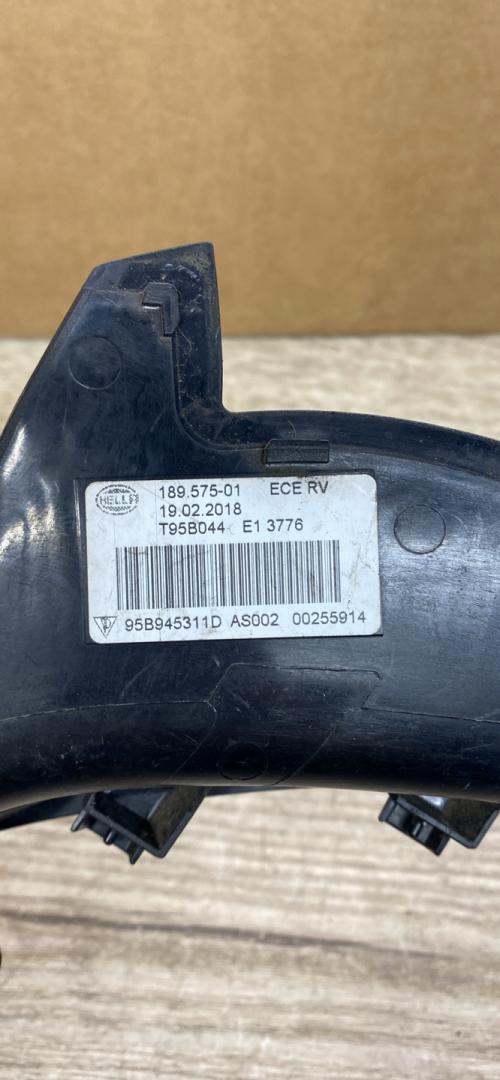 HELLA 189.575-01 ECE RV
19.02.2018
T95B044 E1 3776
95B945311D AS002 00255914